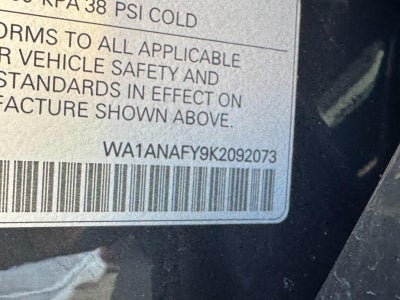 KPA 38 PSI COLD
ORMS TO ALL APPLICABLE
R VEHICLE SAFETY AND
STANDARDS IN EFFECT ON
FACTURE SHOWN ABOVE.
WA1ANAFY9K2092073